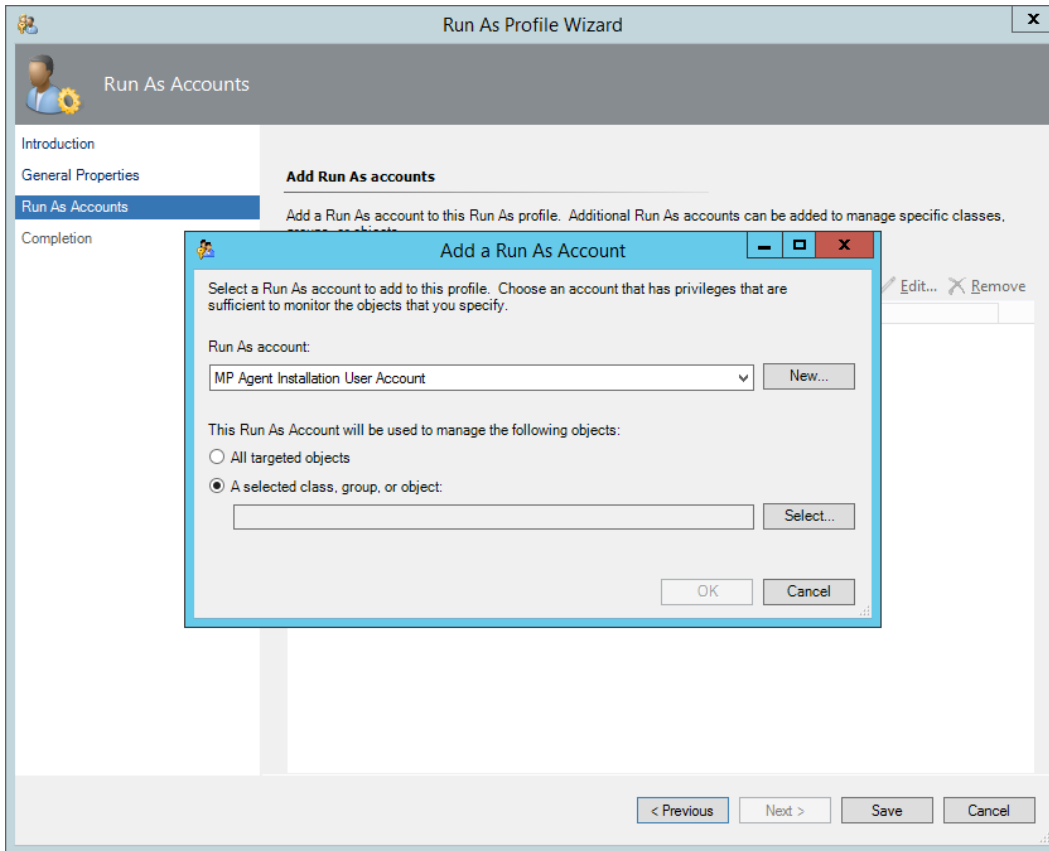 Run As Profile Wizard
x
Run As Accounts
Introduction
General Properties
Run As Accounts
Completion
Add Run As accounts
Add a Run As account to this Run As profile. Additional Run As accounts can be added to manage specific classes,
Edit... Remove
Add a Run As Account
x
Select a Run As account to add to this profile. Choose an account that has privileges that are
sufficient to monitor the objects that you specify.
Run As account:
MP Agent Installation User Account
New...
This Run As Account will be used to manage the following objects:
All targeted objects
A selected class, group, or object:
Select...
OK
Cancel
< Previous
Next >
Save
Cancel